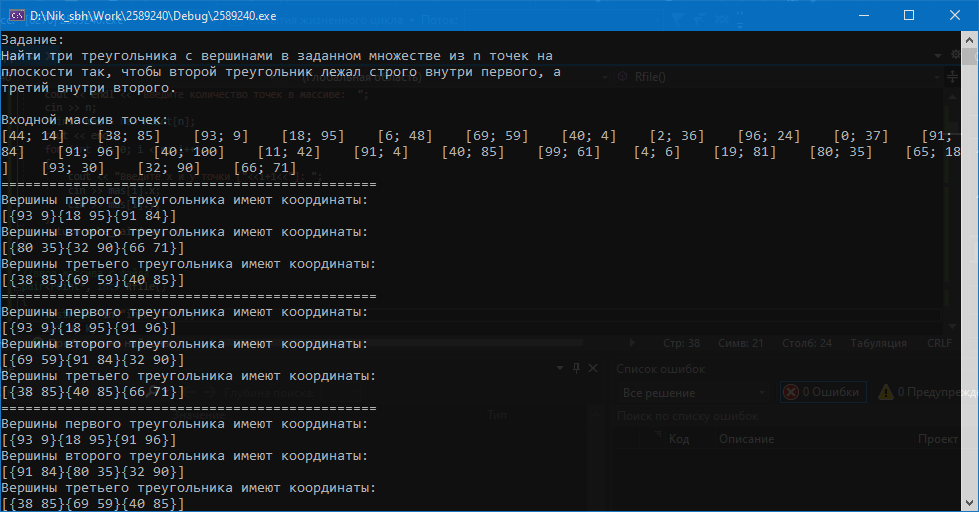 D:\Nik_sbh\Work\2589240\Debug\2589240.exe
Задание:
Найти три треугольника с вершинами в заданном множестве из n точек на
плоскости так, чтобы второй треугольник лежал строго внутри первого, а
третий внутри второго.
Входной массив точек:
[44; 14] [38; 85] [93; 9] [18; 95] [6; 48] [69; 59] [40; 4] [2; 36] [96; 24] [0; 37] [91;
84] [91; 96] [40; 100] [11; 42] [91; 4] [40; 85] [99; 61] [4; 6] [19; 81] [80; 35] [65; 18
] [93; 30] [32; 90] [66; 71]
===============================================
Вершины первого треугольника имеют координаты:
[{93 9}{18 95}{91 84}]
Вершины второго треугольника имеют координаты:
[{80 35}{32 90}{66 71}]
Вершины третьего треугольника имеют координаты:
[{38 85}{69 59}{40 85}]
===============================================
Вершины первого треугольника имеют координаты:
[{93 9}{18 95}{91 96}]
Вершины второго треугольника имеют координаты:
[{69 59}{91 84}{32 90}]
Вершины третьего треугольника имеют координаты:
[{38 85}{40 85}{66 71}]
===============================================
Вершины первого треугольника имеют координаты:
[{93 9}{18 95}{91 96}]
Вершины второго треугольника имеют координаты:
[{91 84}{80 35}{32 90}]
Вершины третьего треугольника имеют координаты:
[{38 85}{69 59}{40 85}]
Rfile()
Стр: 38 Симв: 21 Столб: 24 Табуляция CRLF
Список ошибок
Все решение 0 Ошибки 0 Предупрежд
Поиск по списку ошибок
Тип Код Описание Проект